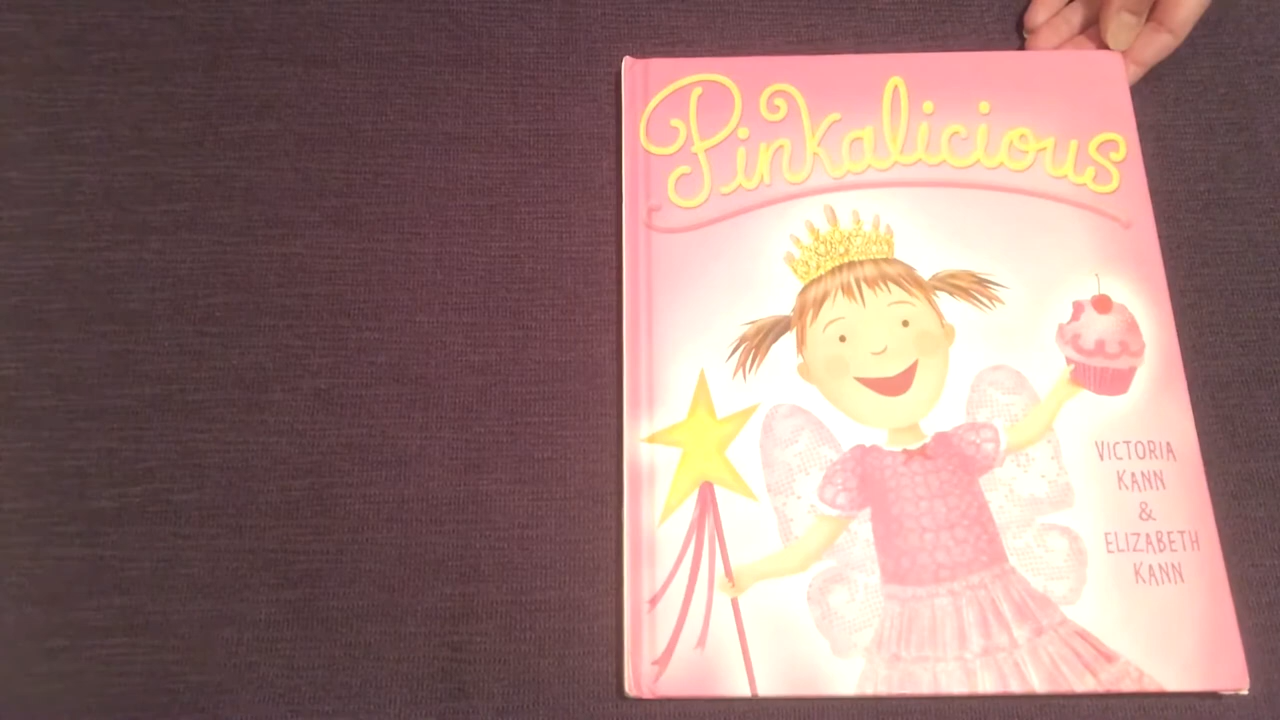 Pinkalicious
VICTORIA
KANN
&
ELIZABETH
KANN